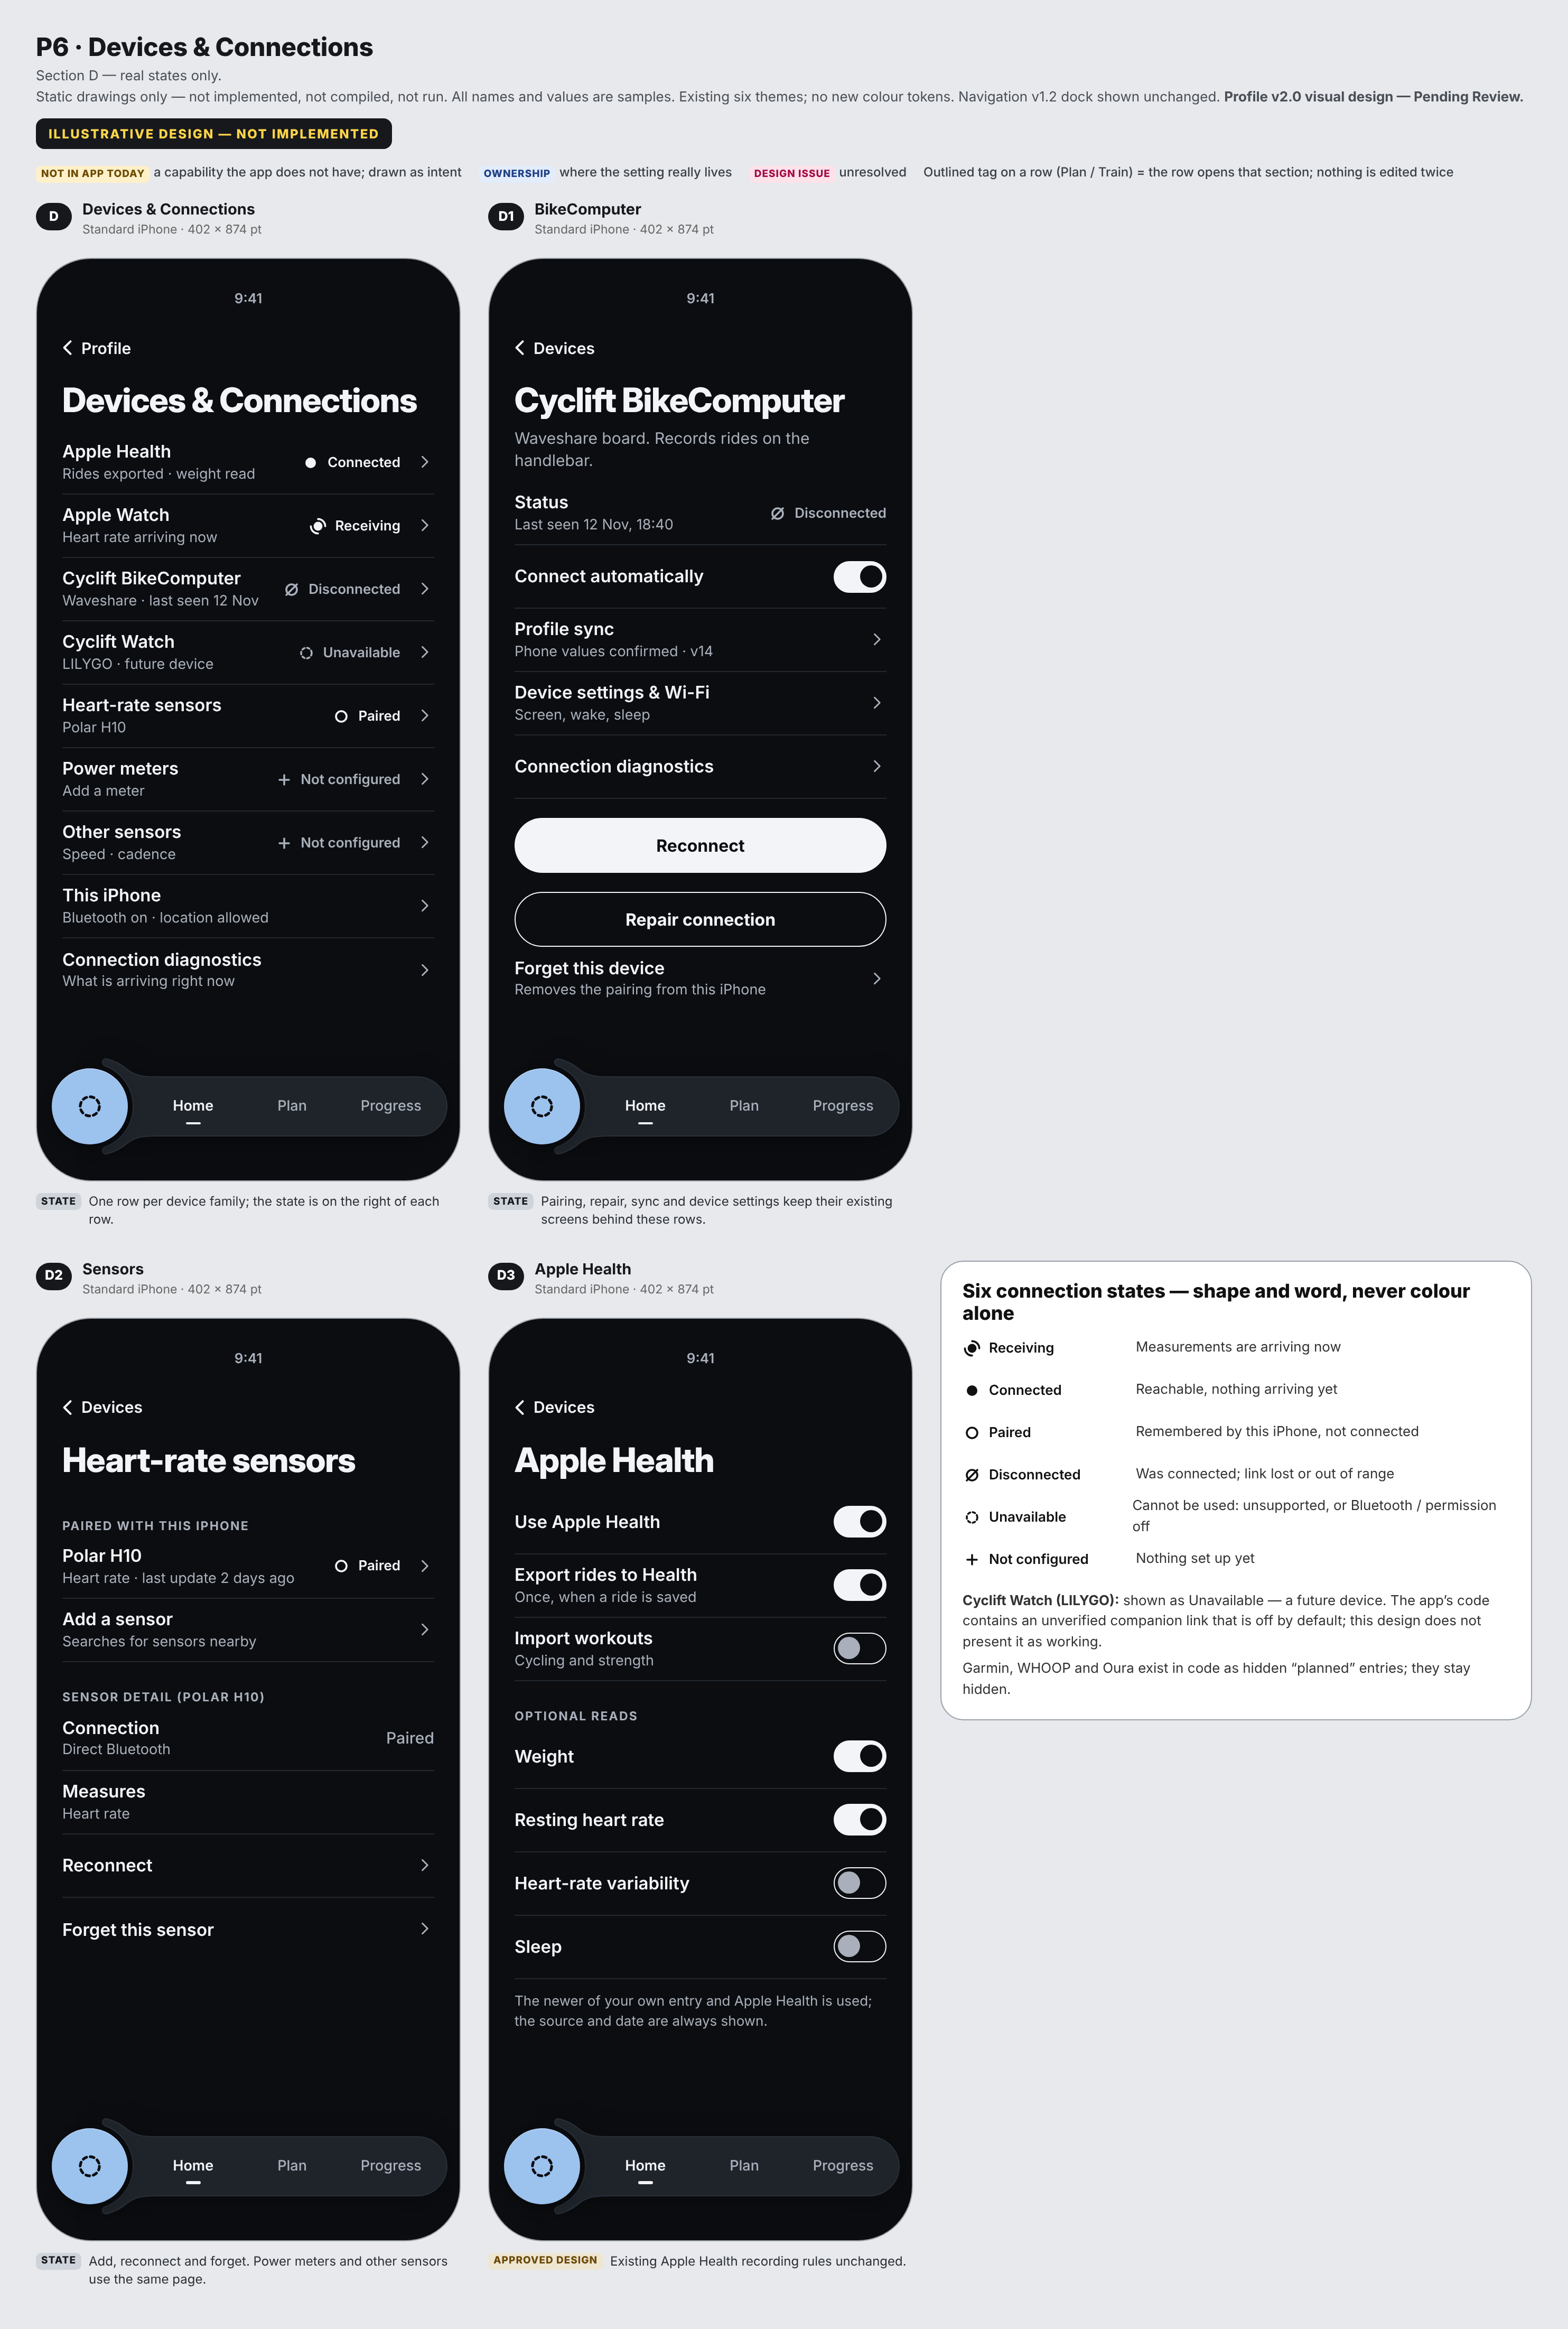 P6 · Devices & Connections
Section D — real states only.
Static drawings only — not implemented, not compiled, not run. All names and values are samples. Existing six themes; no new colour tokens. Navigation v1.2 dock shown unchanged. Profile v2.0 visual design — Pending Review.
ILLUSTRATIVE DESIGN — NOT IMPLEMENTED
NOT IN APP TODAY a capability the app does not have; drawn as intent OWNERSHIP where the setting really lives DESIGN ISSUE unresolved Outlined tag on a row (Plan / Train) = the row opens that section; nothing is edited twice
D Devices & Connections
Standard iPhone · 402 × 874 pt
9:41
Profile
Devices & Connections
Apple Health
Rides exported · weight read
Connected
Apple Watch
Heart rate arriving now
Receiving
Cyclift BikeComputer
Waveshare · last seen 12 Nov
Disconnected
Cyclift Watch
LILYGO · future device
Unavailable
Heart-rate sensors
Polar H10
Paired
Power meters
Add a meter
Not configured
Other sensors
Speed · cadence
Not configured
This iPhone
Bluetooth on · location allowed
Connection diagnostics
What is arriving right now
Home Plan Progress
STATE One row per device family; the state is on the right of each
row.
D1 BikeComputer
Standard iPhone · 402 × 874 pt
9:41
Devices
Cyclift BikeComputer
Waveshare board. Records rides on the
handlebar.
Status
Last seen 12 Nov, 18:40
Disconnected
Connect automatically
Profile sync
Phone values confirmed · v14
Device settings & Wi-Fi
Screen, wake, sleep
Connection diagnostics
Reconnect
Repair connection
Forget this device
Removes the pairing from this iPhone
Home Plan Progress
STATE Pairing, repair, sync and device settings keep their existing
screens behind these rows.
D2 Sensors
Standard iPhone · 402 × 874 pt
9:41
Devices
Heart-rate sensors
PAIRED WITH THIS IPHONE
Polar H10
Heart rate · last update 2 days ago
Paired
Add a sensor
Searches for sensors nearby
SENSOR DETAIL (POLAR H10)
Connection
Direct Bluetooth
Paired
Measures
Heart rate
Reconnect
Forget this sensor
Home Plan Progress
STATE Add, reconnect and forget. Power meters and other sensors
use the same page.
D3 Apple Health
Standard iPhone · 402 × 874 pt
9:41
Devices
Apple Health
Use Apple Health
Export rides to Health
Once, when a ride is saved
Import workouts
Cycling and strength
OPTIONAL READS
Weight
Resting heart rate
Heart-rate variability
Sleep
The newer of your own entry and Apple Health is used;
the source and date are always shown.
Home Plan Progress
APPROVED DESIGN Existing Apple Health recording rules unchanged.
Six connection states — shape and word, never colour
alone
Receiving Measurements are arriving now
Connected Reachable, nothing arriving yet
Paired Remembered by this iPhone, not connected
Disconnected Was connected; link lost or out of range
Unavailable Cannot be used: unsupported, or Bluetooth / permission
off
Not configured Nothing set up yet
Cyclift Watch (LILYGO): shown as Unavailable — a future device. The app’s code
contains an unverified companion link that is off by default; this design does not
present it as working.
Garmin, WHOOP and Oura exist in code as hidden “planned” entries; they stay
hidden.